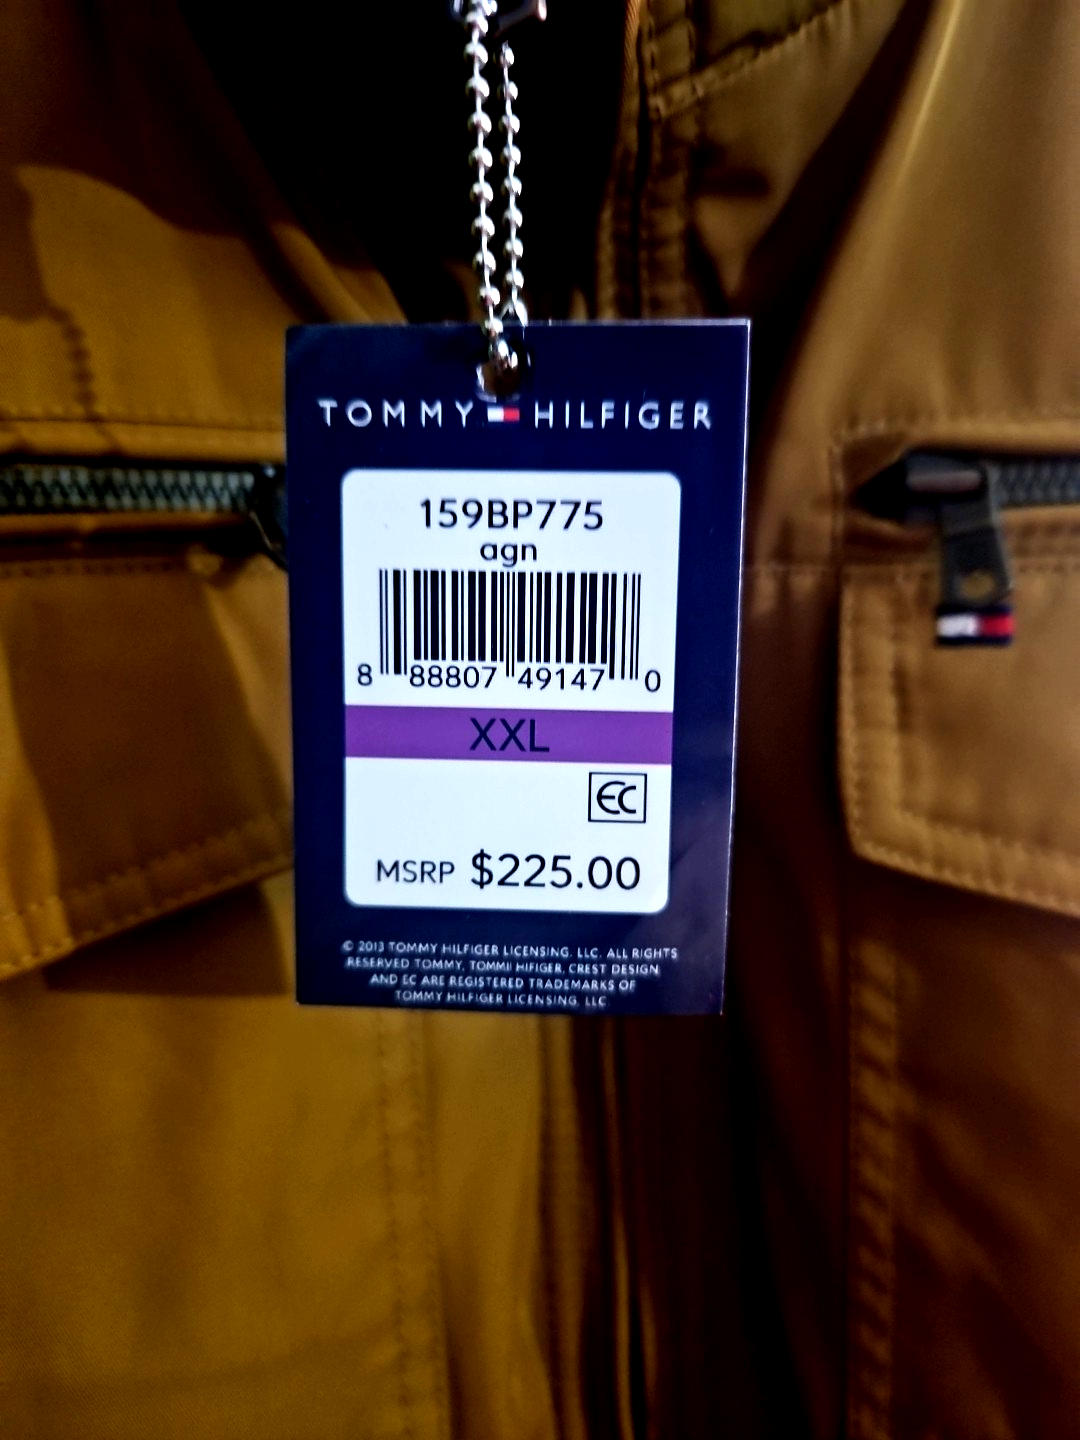 TOMMY HILFIGER
159BP775
agn
8 88807 49147 0
XXL
EC
MSRP $225.00
© 2013 TOMMY HILFIGER LICENSING, LLC. ALL RIGHTS
RESERVED TOMMY, TOMMII HIFIGER, CREST DESIGN
AND EC ARE REGISTERED TRADEMARKS OF
TOMMY HILFIGER LICENSING, LLC